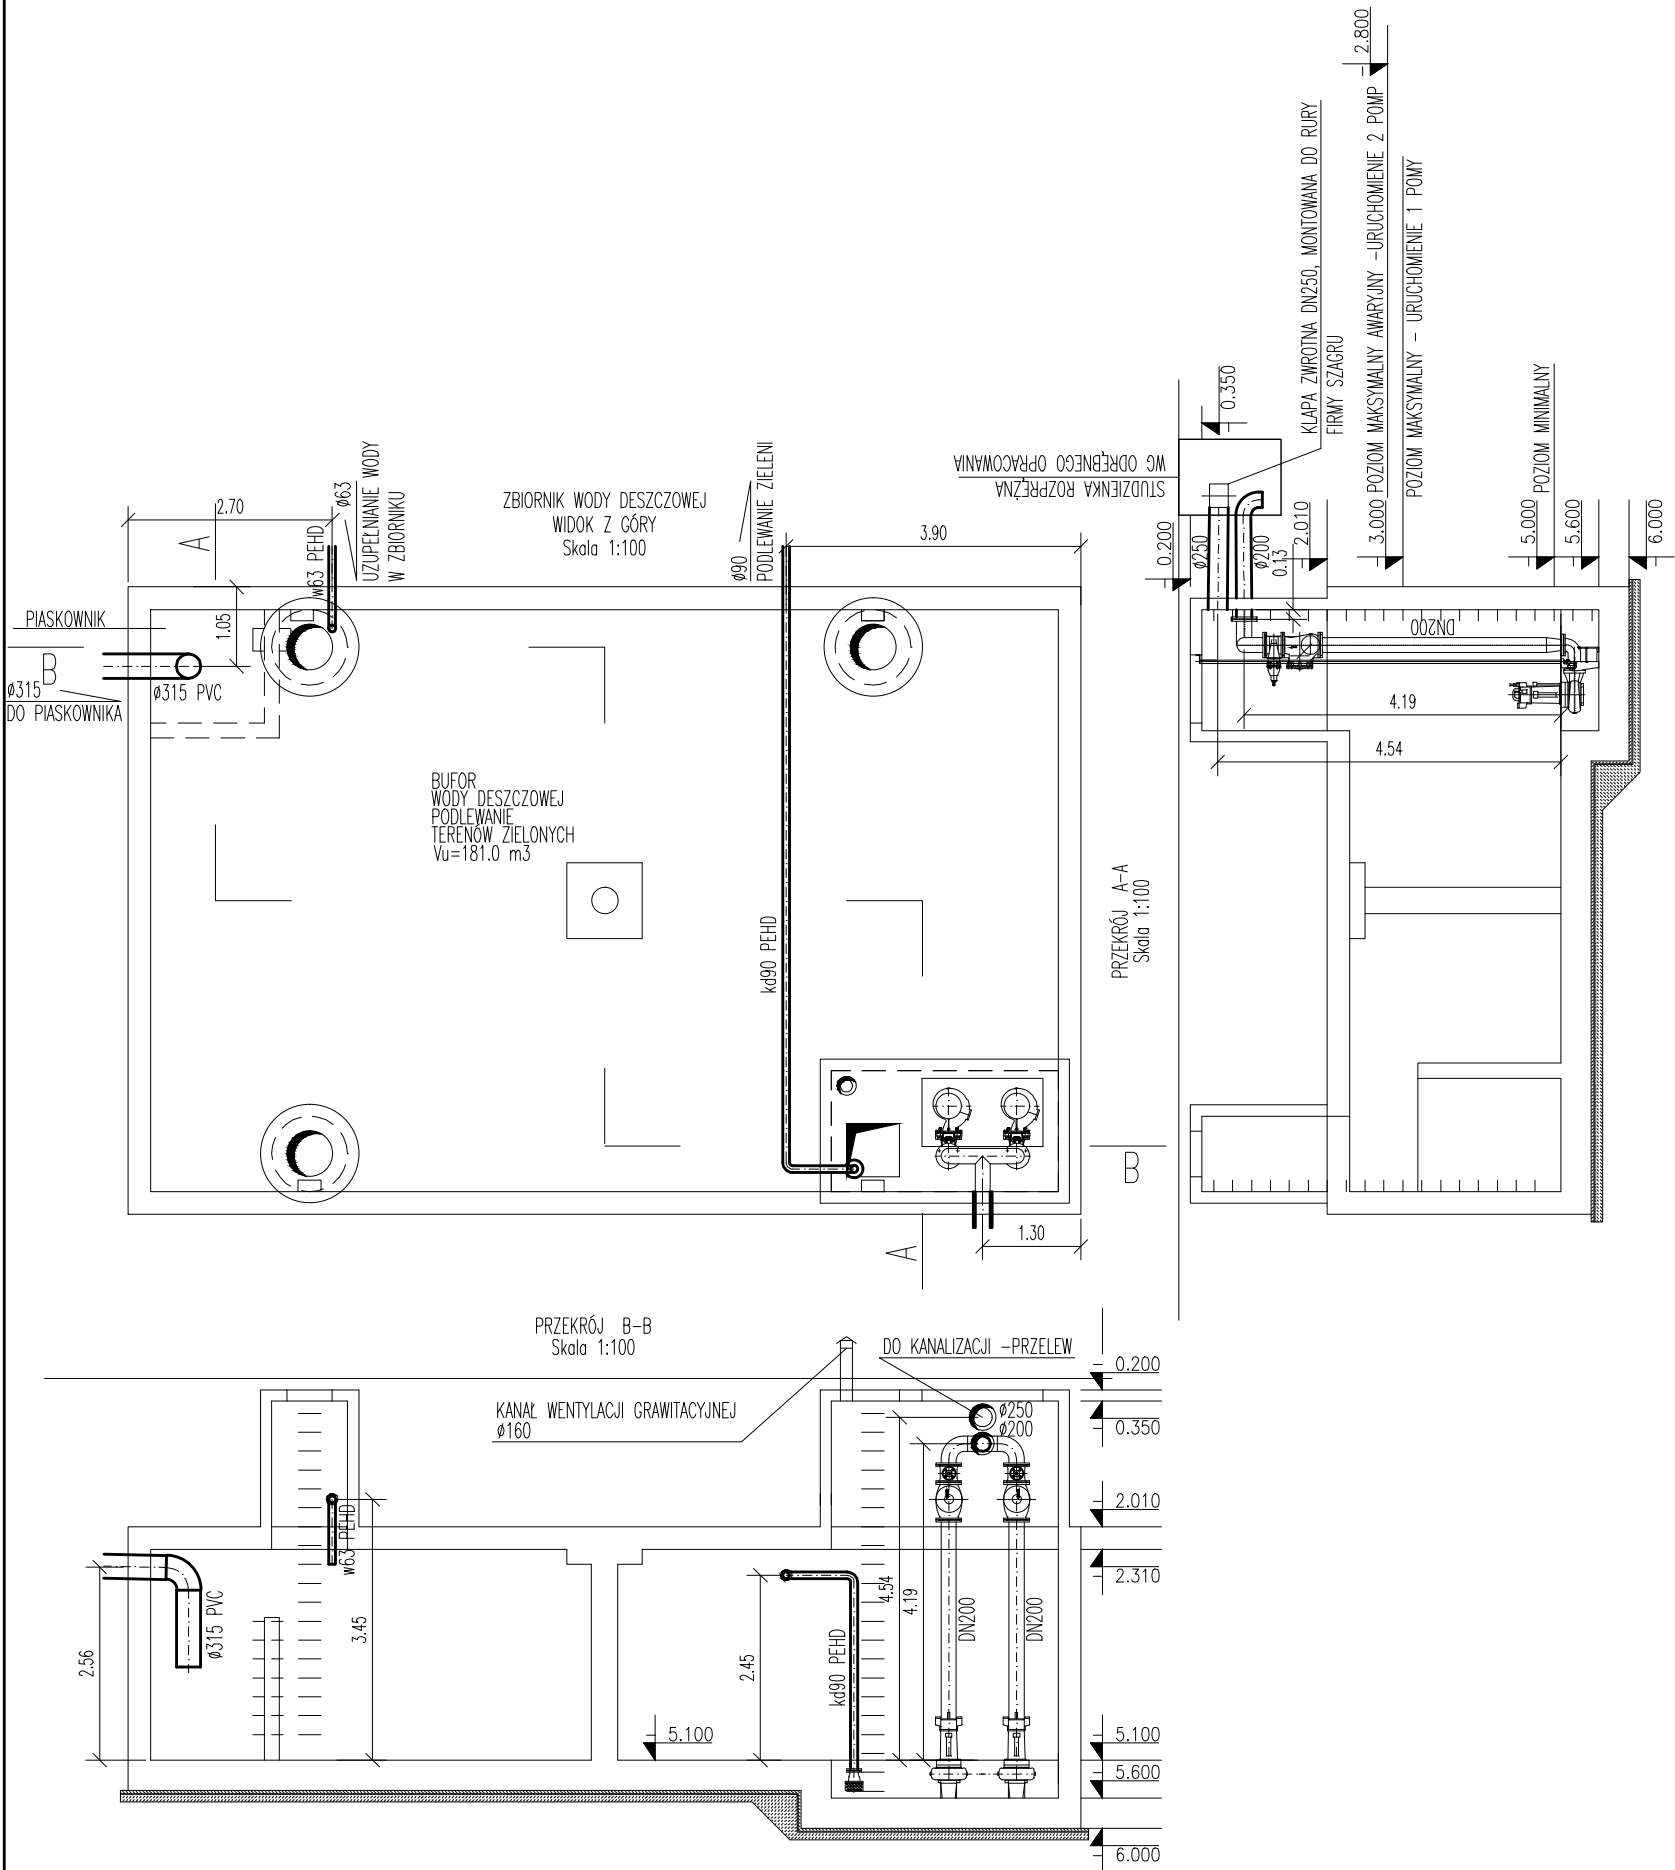 2.70
A
w63 PEHD
ø63
UZUPEŁNIANIE WODY
W ZBIORNIKU
ZBIORNIK WODY DESZCZOWEJ
WIDOK Z GÓRY
Skala 1:100
ø90
PODLEWANIE ZIELENI
3.90
PIASKOWNIK
B
ø315
DO PIASKOWNIKA
ø315 PVC
1.05
BUFOR
WODY DESZCZOWEJ
PODLEWANIE
TERENÓW ZIELONYCH
Vu=181.0 m3
kd90 PEHD
B
A
1.30
PRZEKRÓJ A-A
Skala 1:100
STUDZIENKA ROZPRĘŻNA
WG ODRĘBNEGO OPRACOWANIA
- 0.200
- 0.350
ø250
ø200
0.13
- 2.010
KLAPA ZWROTNA DN250, MONTOWANA DO RURY
FIRMY SZAGRU
- 2.800
- 3.000 POZIOM MAKSYMALNY AWARYJNY -URUCHOMIENIE 2 POMP
POZIOM MAKSYMALNY - URUCHOMIENIE 1 POMY
- 5.000
POZIOM MINIMALNY
- 5.600
- 6.000
DN200
4.19
4.54
PRZEKRÓJ B-B
Skala 1:100
KANAŁ WENTYLACJI GRAWITACYJNEJ
ø160
DO KANALIZACJI -PRZELEW
ø250
ø200
- 0.200
- 0.350
- 2.010
- 2.310
2.56
ø315 PVC
w63 PEHD
3.45
- 5.100
2.45
kd90 PEHD
4.54
4.19
DN200
DN200
- 5.100
- 5.600
- 6.000